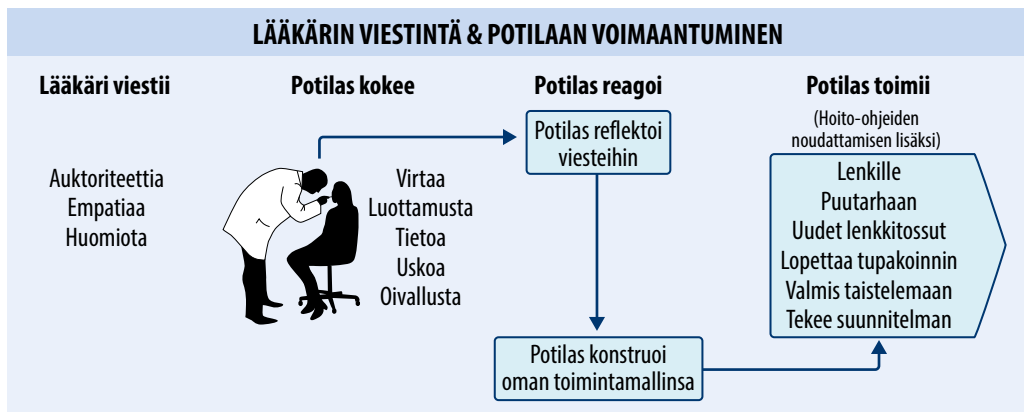 LÄÄKÄRIN VIESTINTÄ & POTILAAN VOIMAANTUMINEN
Lääkäri viestii
Auktoriteettia
Empatiaa
Huomiota
Potilas kokee
Virtaa
Luottamusta
Tietoa
Uskoa
Oivallusta
Potilas reagoi
Potilas reflektoi
viesteihin
Potilas konstruoi
oman toimintamallinsa
Potilas toimii
(Hoito-ohjeiden
noudattamisen lisäksi)
Lenkille
Puutarhaan
Uudet lenkkitossut
Lopettaa tupakoinnin
Valmis taistelemaan
Tekee suunnitelman